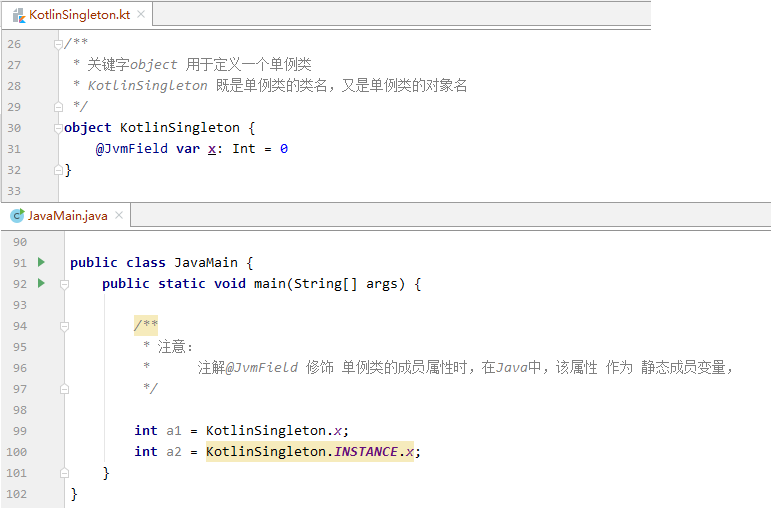 KotlinSingleton.kt
26 /**
27 * 关键字object 用于定义一个单例类
28 * KotlinSingleton 既是单例类的类名，又是单例类的对象名
29 */
30 object KotlinSingleton {
31 @JvmField var x: Int = 0
32 }
33
JavaMain.java
90
91 public class JavaMain {
92 public static void main(String[] args) {
93
94 /**
95 * 注意：
96 * 注解@JvmField 修饰 单例类的成员属性时，在Java中，该属性 作为 静态成员变量，
97 */
98
99 int a1 = KotlinSingleton.x;
100 int a2 = KotlinSingleton.INSTANCE.x;
101 }
102 }